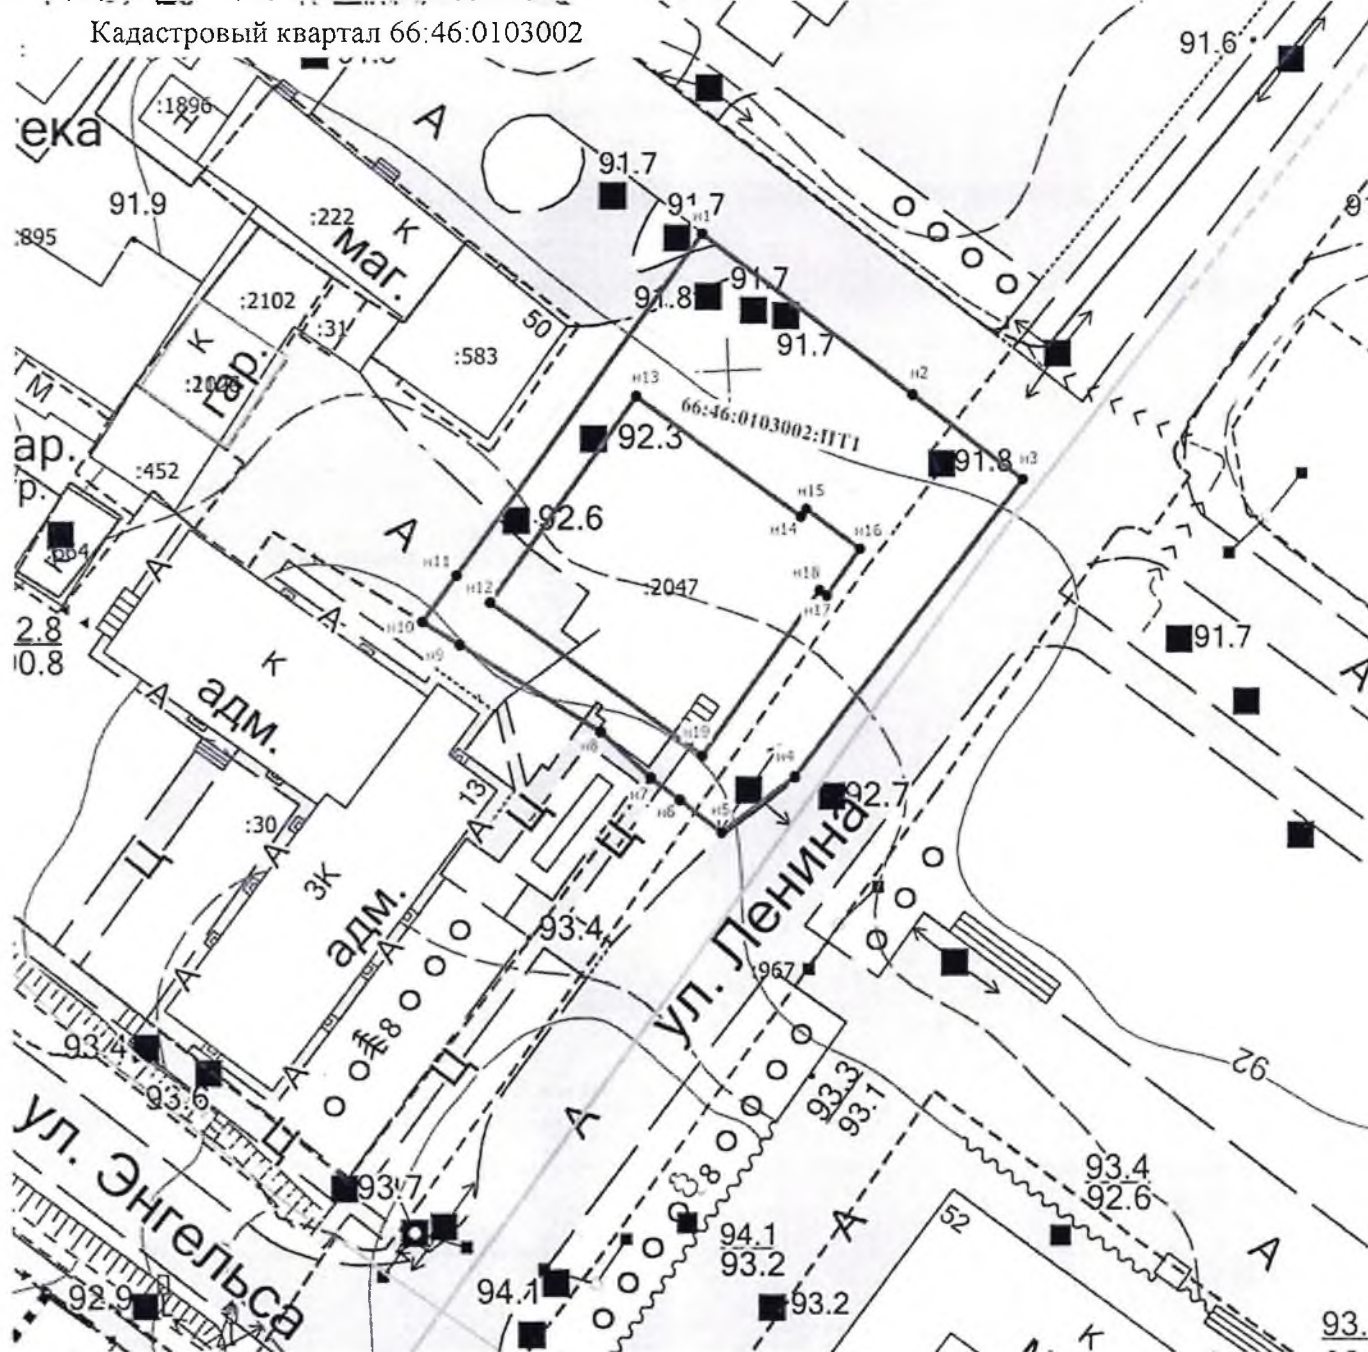 Кадастровый квартал 66:46:0103002
91.6
:1896
Н
А
ека
91.7
91.9
:222
К
маг.
91.7
н1
:895
:2102
91.8
91.7
:31
50
91.7
К
гар.
:583
н13
н2
М
66:46:0103002:ПТ1
92.3
ар.
р.
:452
91.8
н3
н15
н14
92.6
А
н16
А
н11
н12
н18
:2047
н17
2.8
0.8
н10
А
91.7
н9
К
адм.
А
А
н8
н19
н4
н7
13
Ц
н6
н5
92.7
:30
Ц
А
А
Ц
3К
адм.
93.4
ул. Ленина
:967
А
А
8
93.4
Ц
92
93.6
93.3
93.1
А
А
Ц
ул. Энгельса
8
93.4
92.6
93.7
52
А
94.1
93.2
А
94.1
92.9
93.2
К
93.